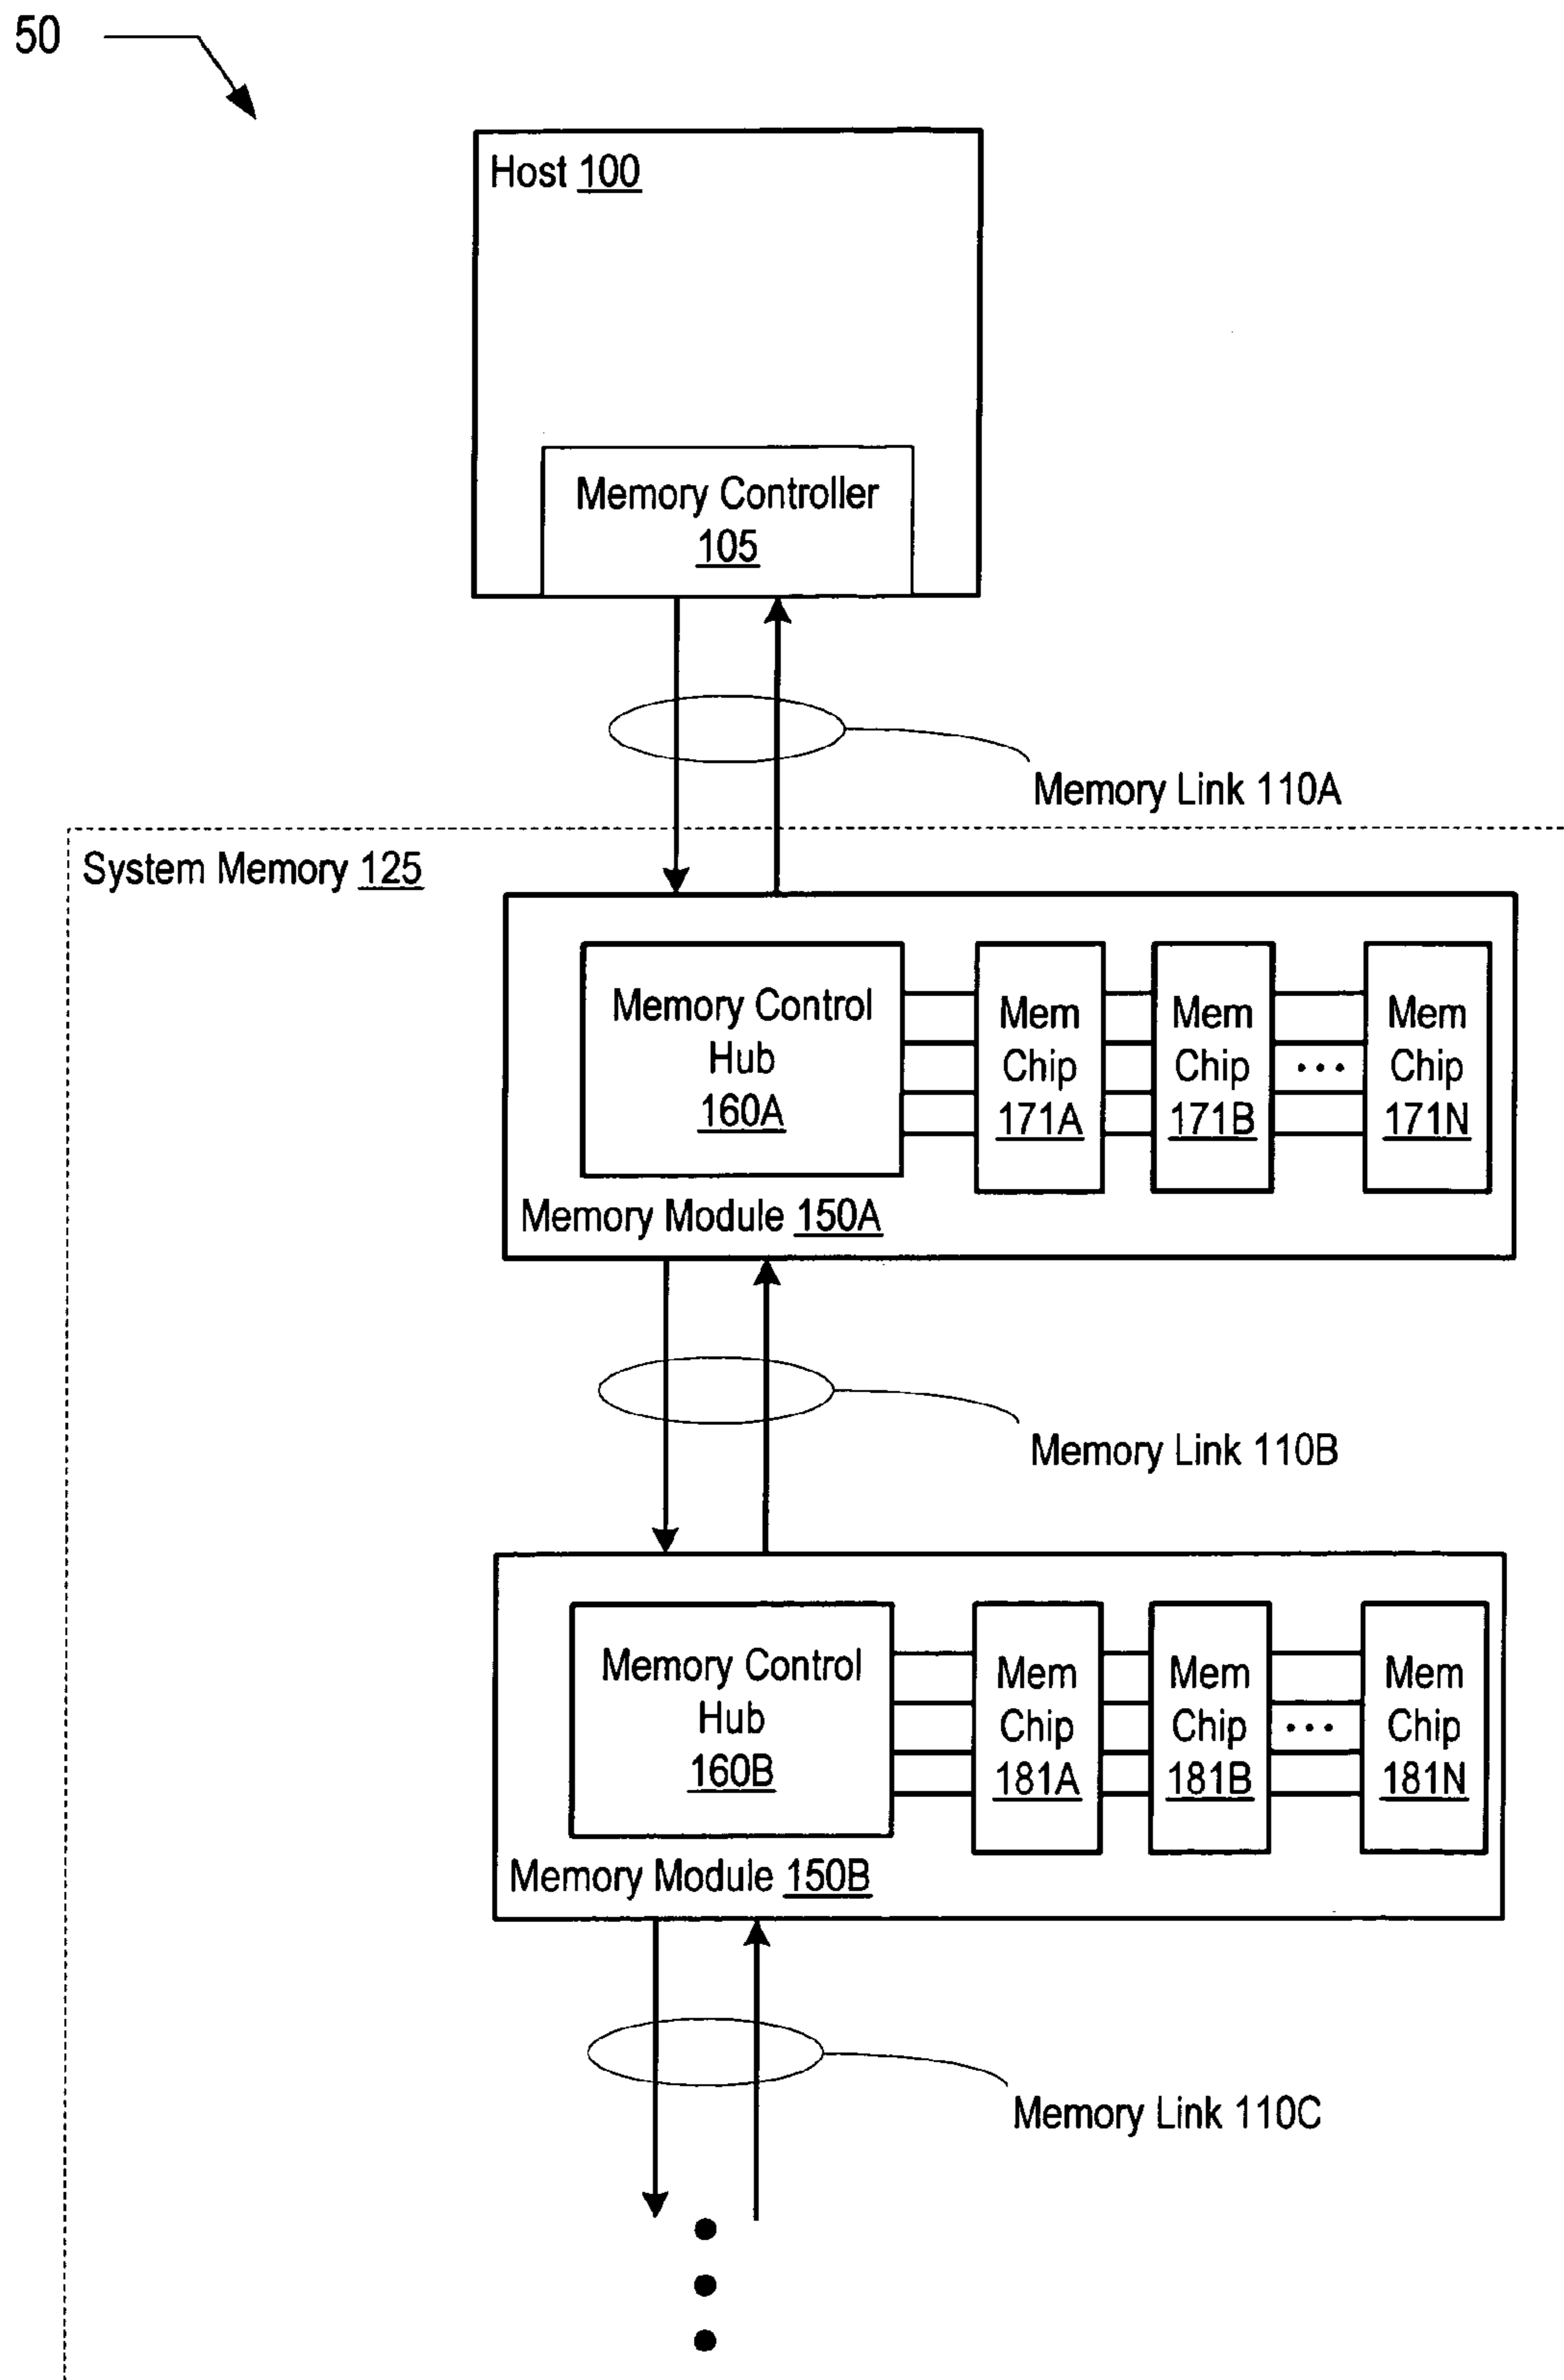 50
Host 100
Memory Controller
105
Memory Link 110A
System Memory 125
Memory Control
Hub
160A
Mem
Chip
171A
Mem
Chip
171B
...
Mem
Chip
171N
Memory Module 150A
Memory Link 110B
Memory Control
Hub
160B
Mem
Chip
181A
Mem
Chip
181B
...
Mem
Chip
181N
Memory Module 150B
Memory Link 110C